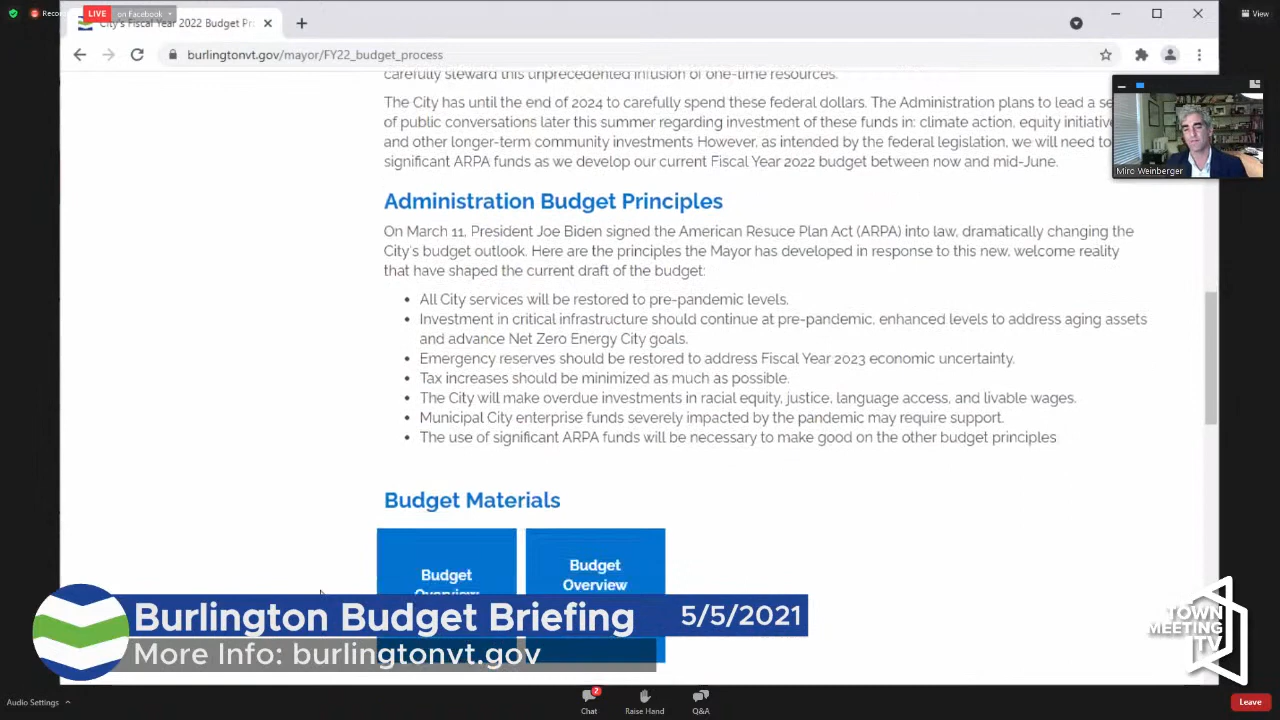 Recor
LIVE
on Facebook
View
City's Fiscal Year 2022 Budget Pr
burlingtonvt.gov/mayor/FY22_budget_process
carefully steward this unprecedented infusion of one-time resources.
The City has until the end of 2024 to carefully spend these federal dollars. The Administration plans to lead a se
of public conversations later this summer regarding investment of these funds in: climate action, equity initiative
and other longer-term community investments However, as intended by the federal legislation, we will need to
significant ARPA funds as we develop our current Fiscal Year 2022 budget between now and mid-June.
Miro Weinberger
Administration Budget Principles
On March 11, President Joe Biden signed the American Resuce Plan Act (ARPA) into law, dramatically changing the
City's budget outlook. Here are the principles the Mayor has developed in response to this new, welcome reality
that have shaped the current draft of the budget:
• All City services will be restored to pre-pandemic levels.
• Investment in critical infrastructure should continue at pre-pandemic, enhanced levels to address aging assets
and advance Net Zero Energy City goals.
• Emergency reserves should be restored to address Fiscal Year 2023 economic uncertainty.
• Tax increases should be minimized as much as possible.
• The City will make overdue investments in racial equity, justice, language access, and livable wages.
• Municipal City enterprise funds severely impacted by the pandemic may require support.
• The use of significant ARPA funds will be necessary to make good on the other budget principles
Budget Materials
Budget
Overview
Budget
Overview
Burlington Budget Briefing 5/5/2021
More Info: burlingtonvt.gov
TOWN
MEETING
TV
Audio Settings
2
Chat
Raise Hand
Q&A
Leave